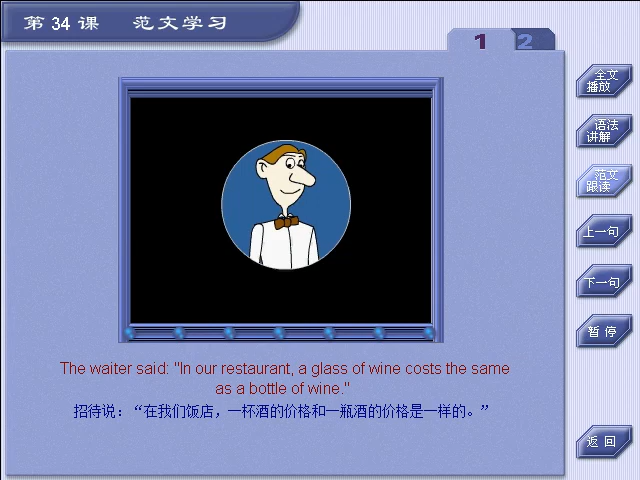 第 34 课 范文学习
1 2
全文
播放
语法
讲解
范文
跟读
上一句
下一句
暂 停
The waiter said: "In our restaurant, a glass of wine costs the same
as a bottle of wine."
招待说：“在我们饭店，一杯酒的价格和一瓶酒的价格是一样的。”
返 回